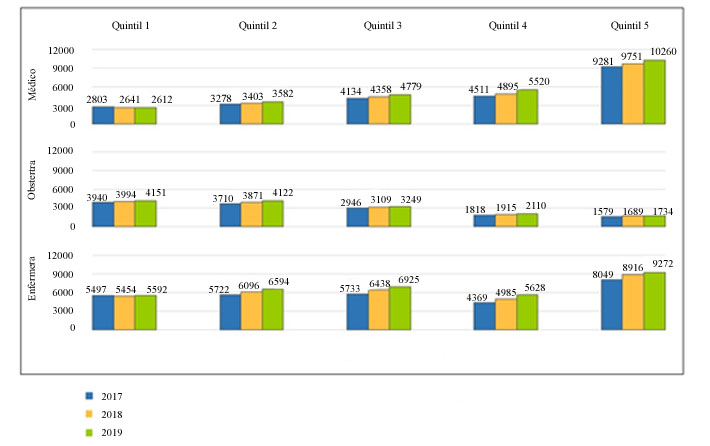 Quintil 1 Quintil 2 Quintil 3 Quintil 4 Quintil 5
Médico
12000
9000
6000
3000
0
2803 2641 2612
3278 3403 3582
4134 4358 4779
4511 4895 5520
9281 9751 10260
Obstettra
12000
9000
6000
3000
0
3940 3994 4151
3710 3871 4122
2946 3109 3249
1818 1915 2110
1579 1689 1734
Enfermera
12000
9000
6000
3000
0
5497 5454 5592
5722 6096 6594
5733 6438 6925
4369 4985 5628
8049 8916 9272
2017
2018
2019